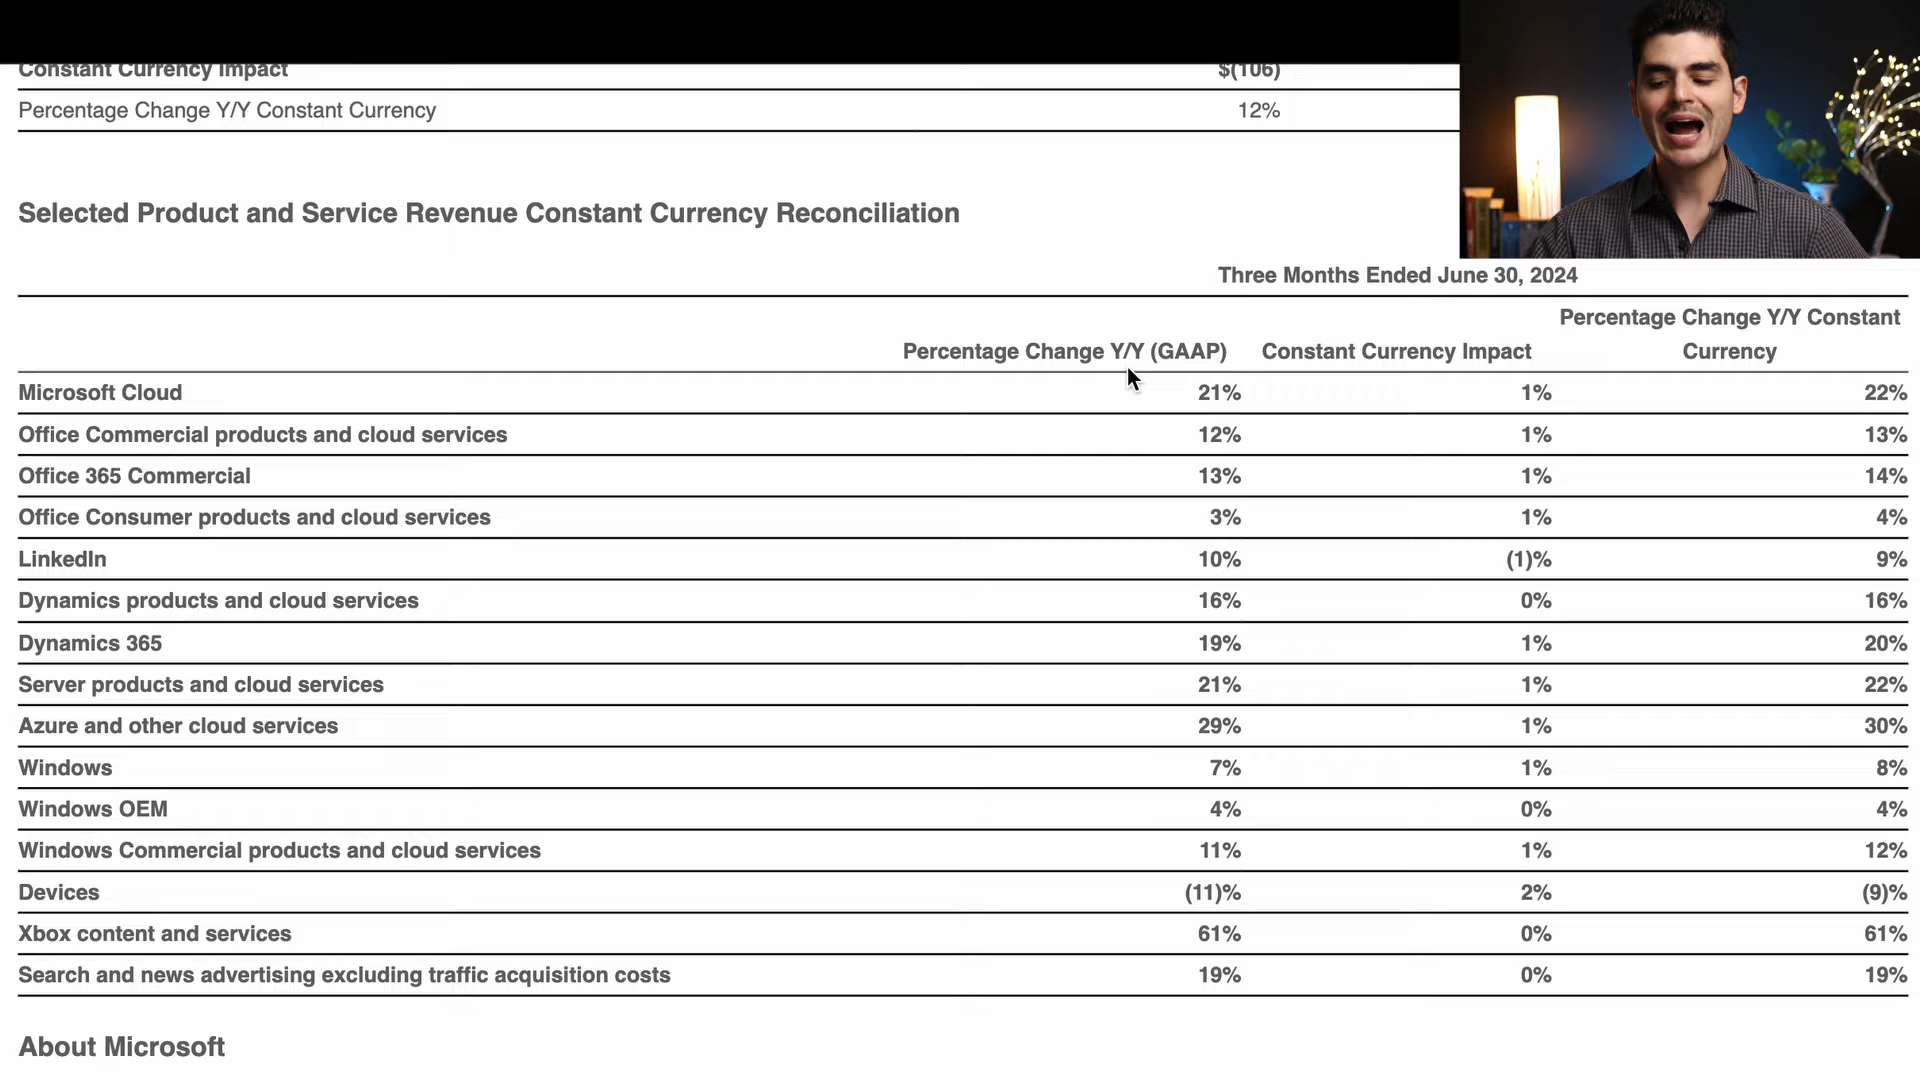 Constant Currency Impact $(106)
Percentage Change Y/Y Constant Currency 12%
Selected Product and Service Revenue Constant Currency Reconciliation
Three Months Ended June 30, 2024
Percentage Change Y/Y (GAAP) Constant Currency Impact Percentage Change Y/Y Constant
Currency
Microsoft Cloud 21% 1% 22%
Office Commercial products and cloud services 12% 1% 13%
Office 365 Commercial 13% 1% 14%
Office Consumer products and cloud services 3% 1% 4%
LinkedIn 10% (1)% 9%
Dynamics products and cloud services 16% 0% 16%
Dynamics 365 19% 1% 20%
Server products and cloud services 21% 1% 22%
Azure and other cloud services 29% 1% 30%
Windows 7% 1% 8%
Windows OEM 4% 0% 4%
Windows Commercial products and cloud services 11% 1% 12%
Devices (11)% 2% (9)%
Xbox content and services 61% 0% 61%
Search and news advertising excluding traffic acquisition costs 19% 0% 19%
About Microsoft